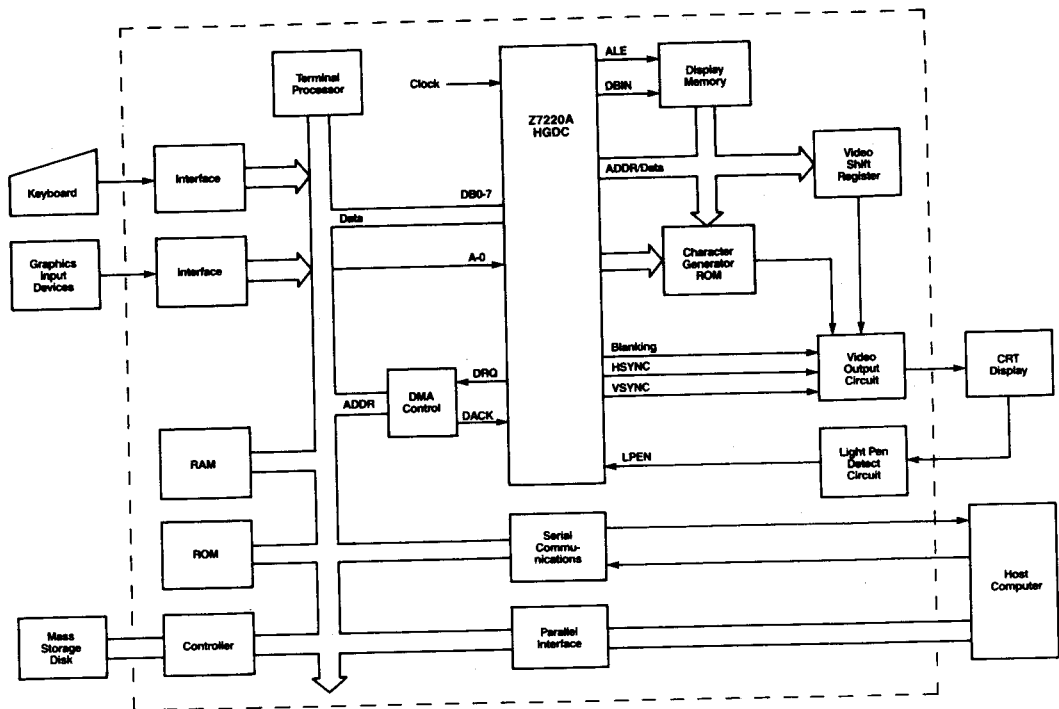 Terminal
Processor
Clock
Z7220A
HGDC
ALE
DBIN
Display
Memory
Keyboard
Interface
ADDR/Data
Video
Shift
Register
DB0-7
Data
Graphics
Input
Devices
Interface
A-0
Character
Generator
ROM
Blanking
HSYNC
VSYNC
Video
Output
Circuit
CRT
Display
DRQ
ADDR
DMA
Control
DACK
RAM
LPEN
Light Pen
Detect
Circuit
ROM
Serial
Commu-
nications
Host
Computer
Mass
Storage
Disk
Controller
Parallel
Interface